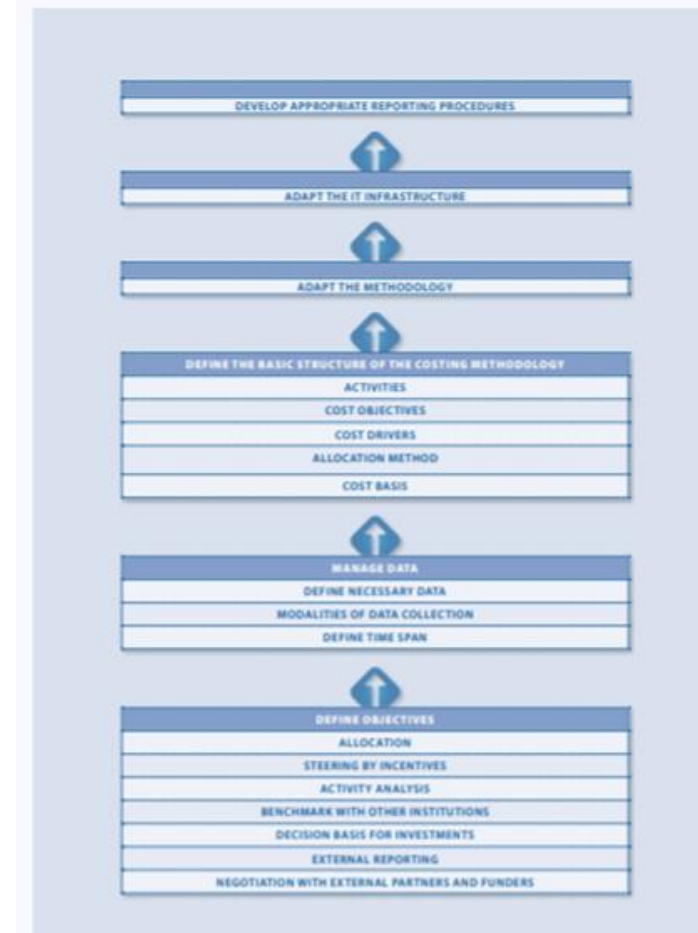 DEVELOP APPROPRIATE REPORTING PROCEDURES
ADAPT THE IT INFRASTRUCTURE
ADAPT THE METHODOLOGY
DEFINE THE BASIC STRUCTURE OF THE COSTING METHODOLOGY
ACTIVITIES
COST OBJECTIVES
COST DRIVERS
ALLOCATION METHOD
COST BASIS
MANAGE DATA
DEFINE NECESSARY DATA
MODALITIES OF DATA COLLECTION
DEFINE TIME SPAN
DEFINE OBJECTIVES
ALLOCATION
STEERING BY INCENTIVES
ACTIVITY ANALYSIS
BENCHMARK WITH OTHER INSTITUTIONS
DECISION BASIS FOR INVESTMENTS
EXTERNAL REPORTING
NEGOTIATION WITH EXTERNAL PARTNERS AND FUNDERS